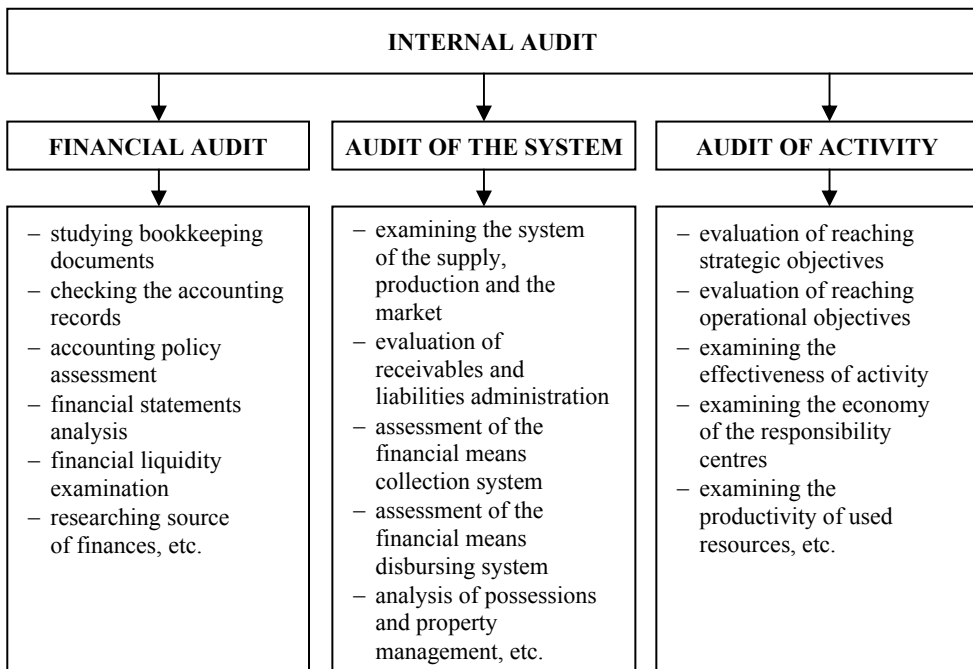 INTERNAL AUDIT
FINANCIAL AUDIT
– studying bookkeeping
documents
– checking the accounting
records
– accounting policy
assessment
– financial statements
analysis
– financial liquidity
examination
– researching source
of finances, etc.
AUDIT OF THE SYSTEM
– examining the system
of the supply,
production and the
market
– evaluation of
receivables and
liabilities administration
– assessment of the
financial means
collection system
– assessment of the
financial means
disbursing system
– analysis of possessions
and property
management, etc.
AUDIT OF ACTIVITY
– evaluation of reaching
strategic objectives
– evaluation of reaching
operational objectives
– examining the
effectiveness of activity
– examining the economy
of the responsibility
centres
– examining the
productivity of used
resources, etc.